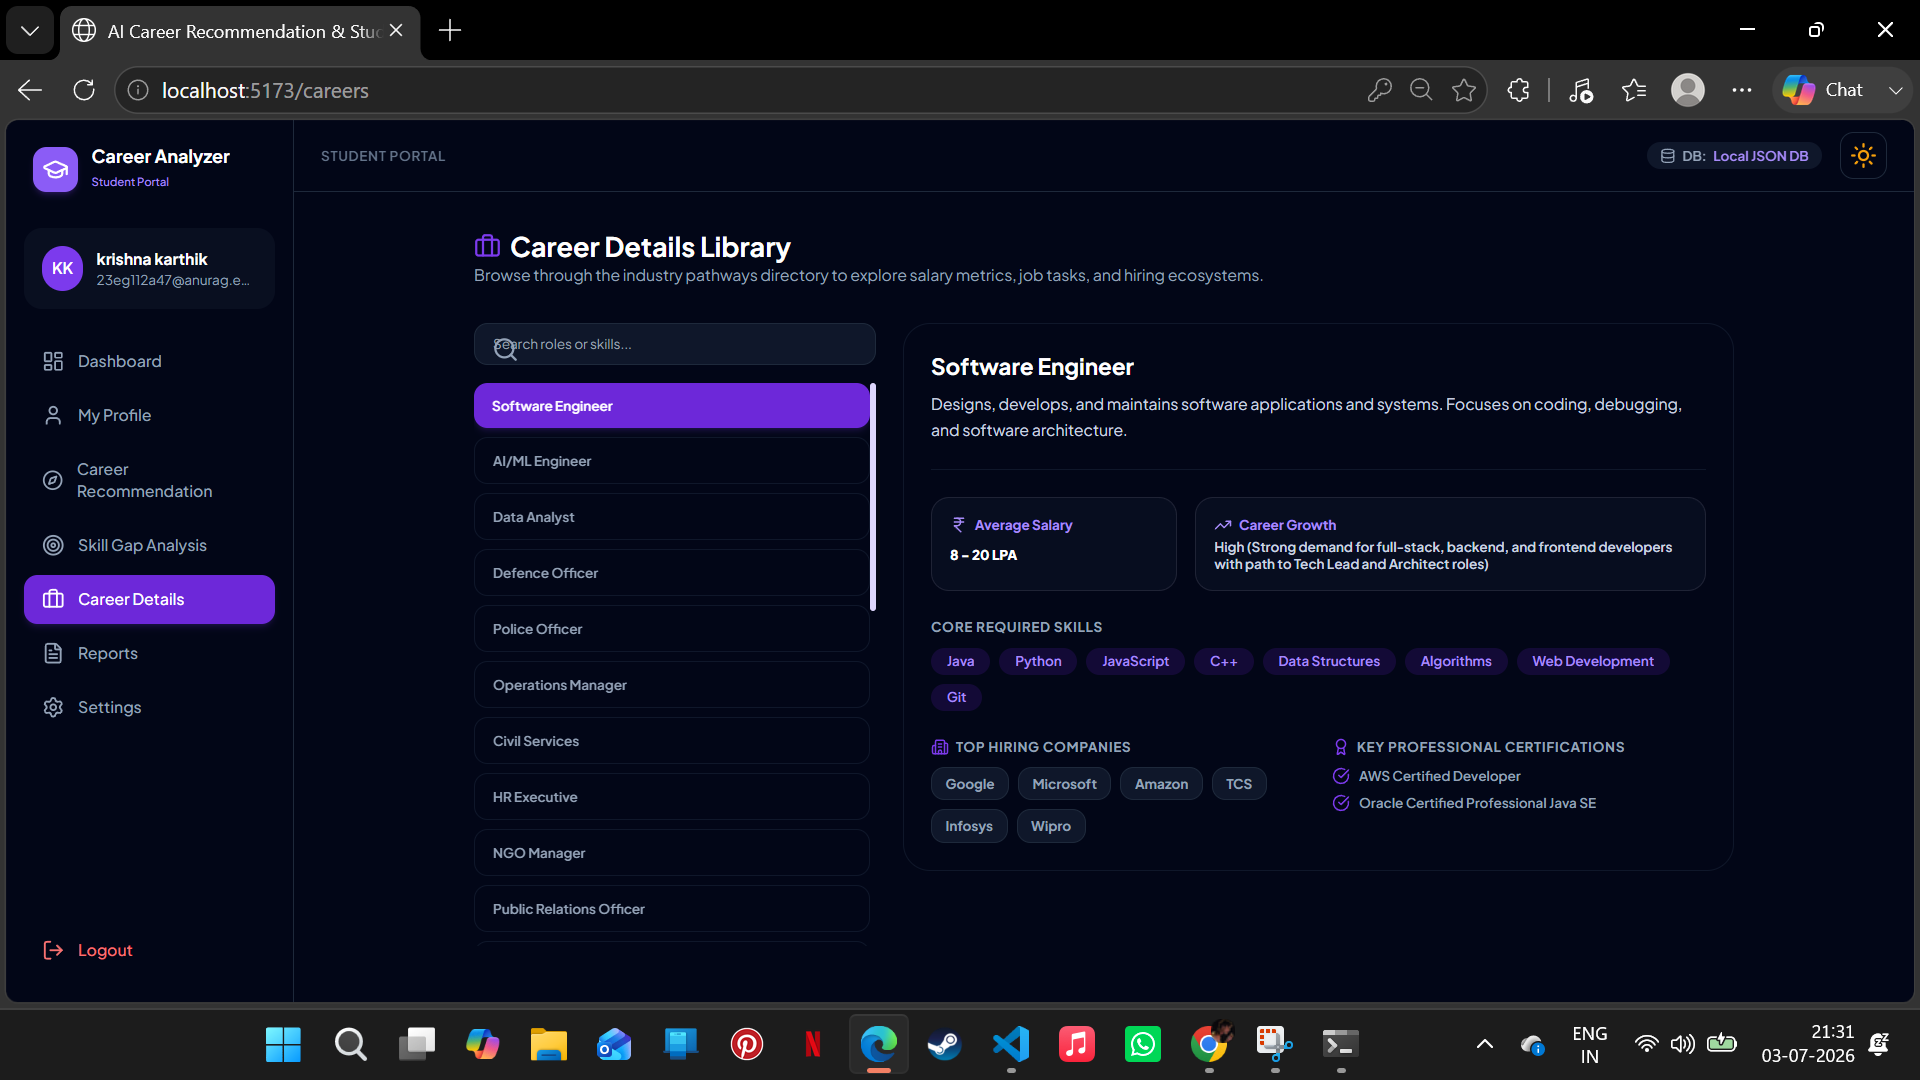 AI Career Recommendation & Stu
localhost:5173/careers
Chat
Career Analyzer
Student Portal
STUDENT PORTAL
DB: Local JSON DB
KK
krishna karthik
23eg112a47@anurag.e...
Dashboard
My Profile
Career
Recommendation
Skill Gap Analysis
Career Details
Reports
Settings
Logout
Career Details Library
Browse through the industry pathways directory to explore salary metrics, job tasks, and hiring ecosystems.
Search roles or skills...
Software Engineer
AI/ML Engineer
Data Analyst
Defence Officer
Police Officer
Operations Manager
Civil Services
HR Executive
NGO Manager
Public Relations Officer
Software Engineer
Designs, develops, and maintains software applications and systems. Focuses on coding, debugging,
and software architecture.
₹ Average Salary
8 - 20 LPA
Career Growth
High (Strong demand for full-stack, backend, and frontend developers
with path to Tech Lead and Architect roles)
CORE REQUIRED SKILLS
Java Python JavaScript C++ Data Structures Algorithms Web Development
Git
TOP HIRING COMPANIES
Google Microsoft Amazon TCS
Infosys Wipro
KEY PROFESSIONAL CERTIFICATIONS
AWS Certified Developer
Oracle Certified Professional Java SE
ENG
IN
21:31
03-07-2026